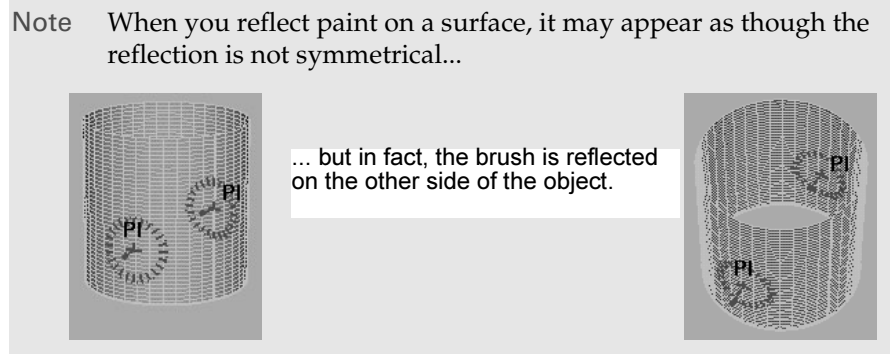 Note When you reflect paint on a surface, it may appear as though the
reflection is not symmetrical...
... but in fact, the brush is reflected
on the other side of the object.
PI
PI
PI
PI